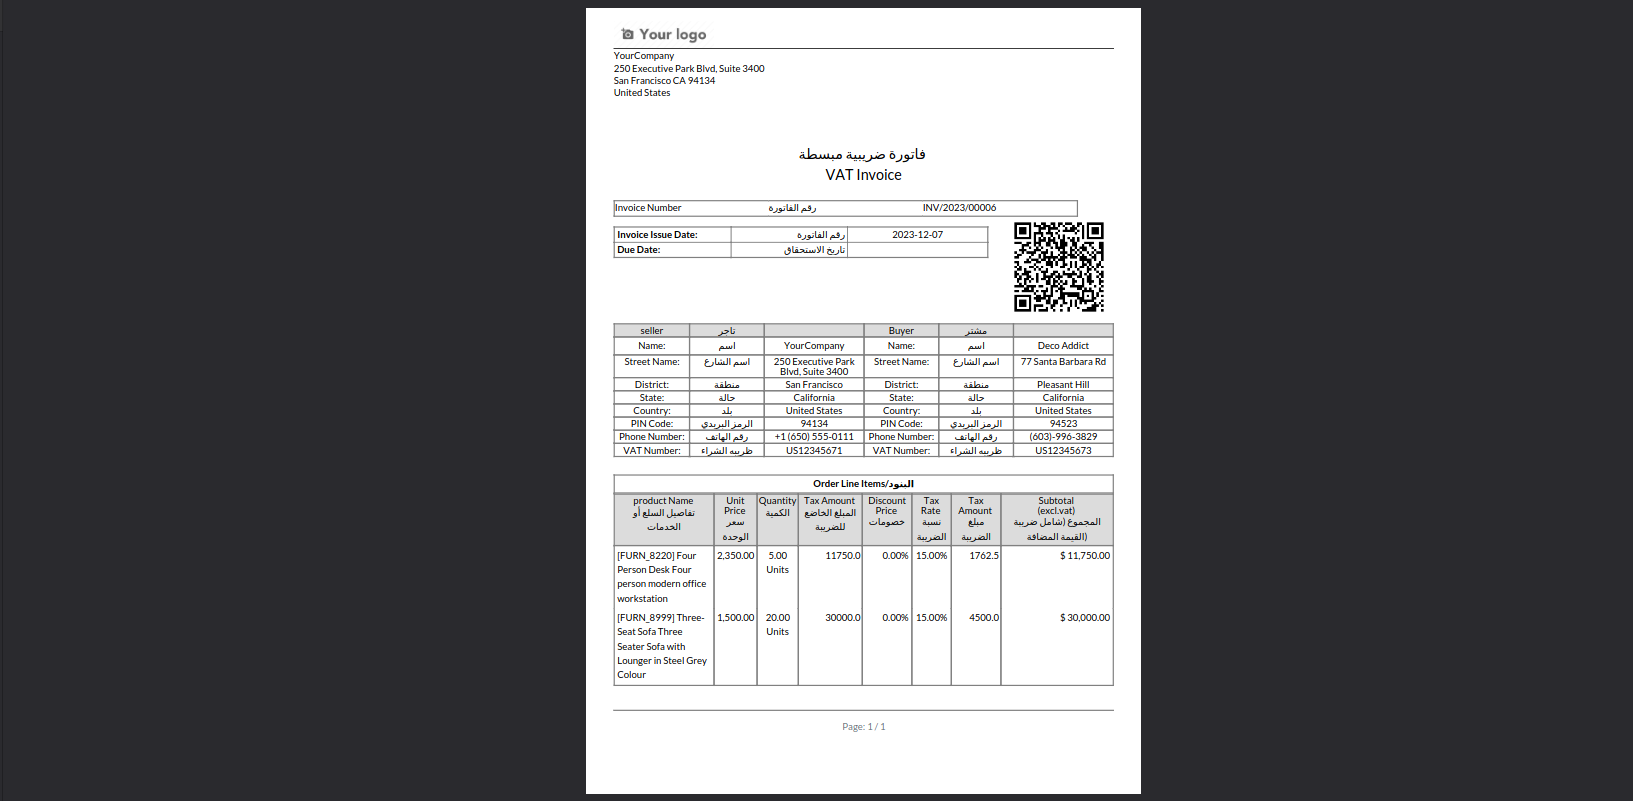 Your logo
YourCompany
250 Executive Park Blvd, Suite 3400
San Francisco CA 94134
United States
فاتورة ضريبية مبسطة
VAT Invoice
Invoice Number رقم الفاتورة INV/2023/00006
Invoice Issue Date: رقم الفاتورة 2023-12-07
Due Date: تاريخ الاستحقاق
seller تاجر Buyer مشتر
Name: اسم YourCompany Name: اسم Deco Addict
Street Name: اسم الشارع 250 Executive Park Street Name: اسم الشارع 77 Santa Barbara Rd
Blvd, Suite 3400
District: منطقة San Francisco District: منطقة Pleasant Hill
State: حالة California State: حالة California
Country: بلد United States Country: بلد United States
PIN Code: الرمز البريدي 94134 PIN Code: الرمز البريدي 94523
Phone Number: رقم الهاتف +1 (650) 555-0111 Phone Number: رقم الهاتف (603)-996-3829
VAT Number: ظريبه الشراء US12345671 VAT Number: ظريبه الشراء US12345673
Order Line Items/البنود
product Name Unit Quantity Tax Amount Discount Tax Tax Subtotal
تفاصيل السلع أو Price الكمية المبلغ الخاضع Price Rate Amount (excl.vat)
الخدمات سعر للضريبة خصومات نسبة مبلغ المجموع (شامل ضريبة
الوحدة الضريبة الضريبة القيمة المضافة)
[FURN_8220] Four 2,350.00 5.00 11750.0 0.00% 15.00% 1762.5 $ 11,750.00
Person Desk Four Units
person modern office
workstation
[FURN_8999] Three- 1,500.00 20.00 30000.0 0.00% 15.00% 4500.0 $ 30,000.00
Seat Sofa Three Units
Seater Sofa with
Lounger in Steel Grey
Colour
Page: 1 / 1